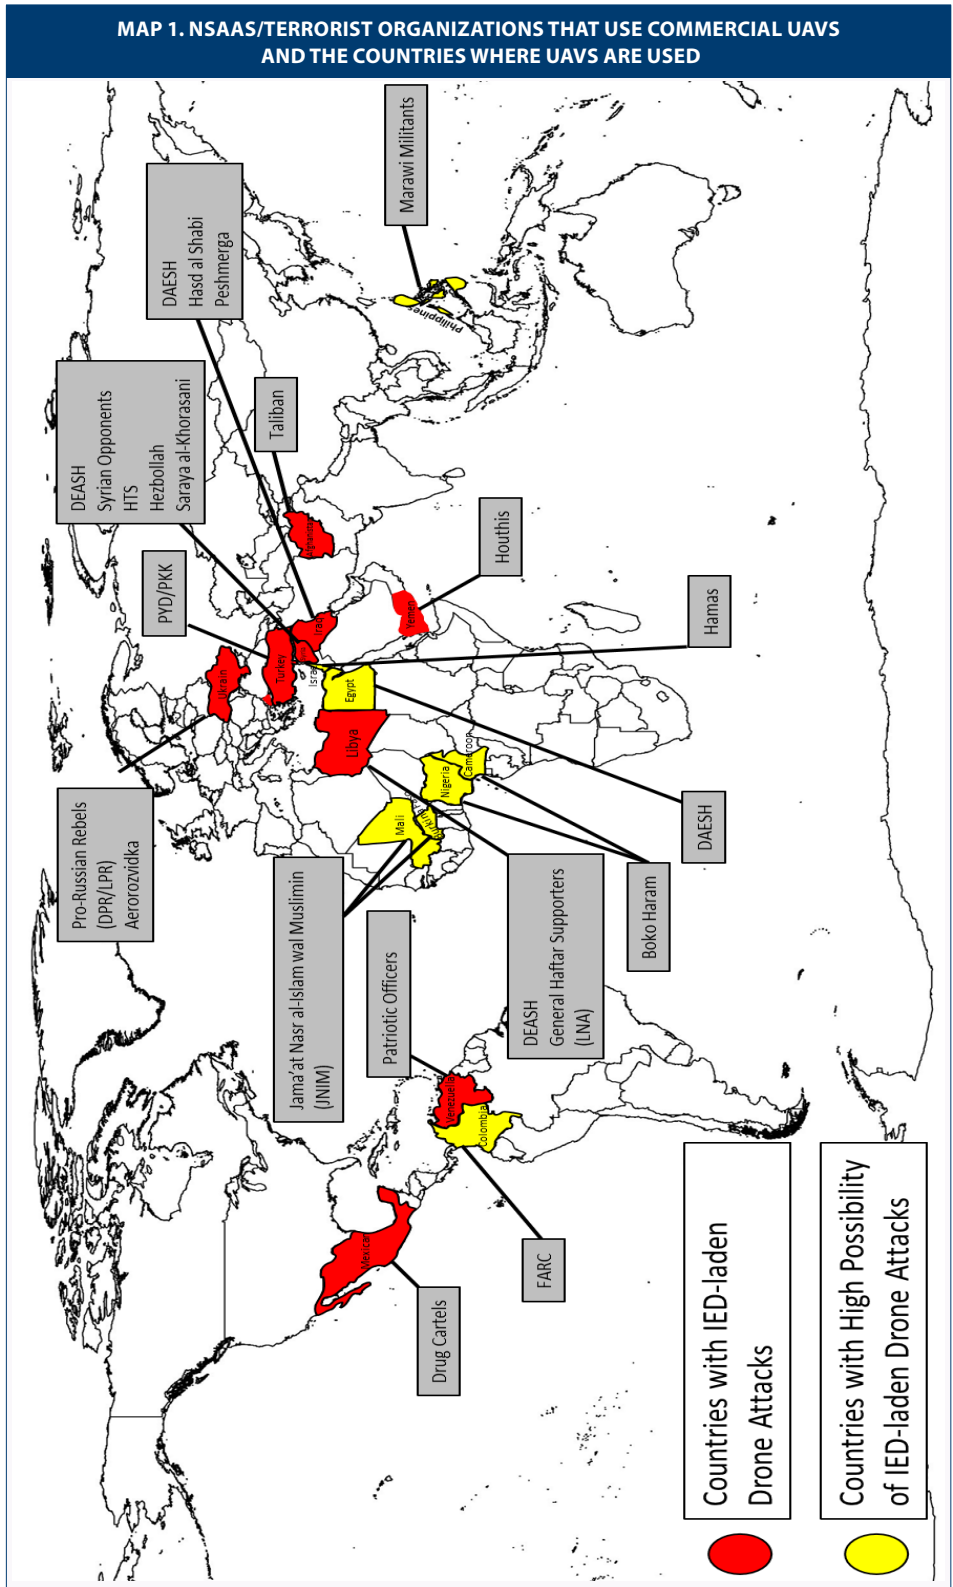 MAP 1. NSAAS/TERRORIST ORGANIZATIONS THAT USE COMMERCIAL UAVS
AND THE COUNTRIES WHERE UAVS ARE USED
Drug Cartels
Mexican
FARC
Colombia
Venezuella
Patriotic Officers
Jama'at Nasr al-Islam wal Muslimin
(JNIM)
Mali
Pro-Russian Rebels
(DPR/LPR)
Aerorozvidka
Ukrain
DEASH
General Haftar Supporters
(LNA)
Libya
Boko Haram
Nigeria
Cameroon
DAESH
Egypt
Hamas
PYD/PKK
Turkey
DEASH
Syrian Opponents
HTS
Hezbollah
Saraya al-Khorasani
DAESH
Hasd al Shabi
Peshmerga
Iraq
Houthis
Yemen
Taliban
Marawi Militants
Philippines
Countries with IED-laden
Drone Attacks
Countries with High Possibility
of IED-laden Drone Attacks